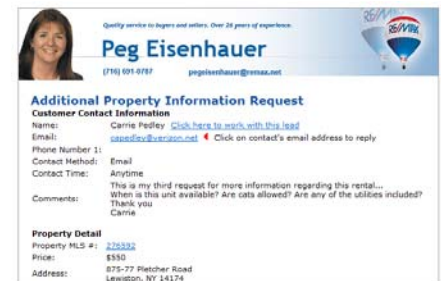 Quality service to buyers and sellers. Over 26 years of experience.
RE/MAX
Peg Eisenhauer
(716) 691-0787 pegeisenhauer@remax.net
Additional Property Information Request
Customer Contact Information
Name: Carrie Pedley Click here to work with this lead
Email: capedley@verizon.net Click on contact's email address to reply
Phone Number 1:
Contact Method: Email
Contact Time: Anytime
This is my third request for more information regarding this rental...
Comments: When is this unit available? Are cats allowed? Are any of the utilities included?
Thank you
Carrie
Property Detail
Property MLS #: 276592
Price: $550
Address: 875-77 Pletcher Road
Lewiston, NY 14174